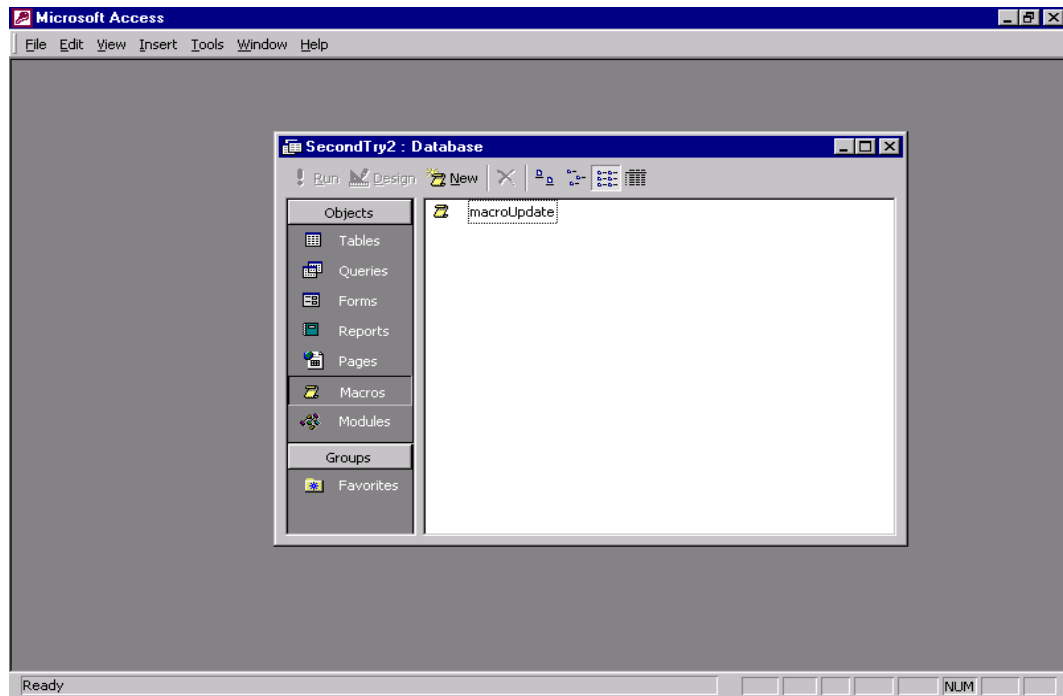 Microsoft Access
File Edit View Insert Tools Window Help
SecondTry2 : Database
Run Design New
Objects
macroUpdate
Tables
Queries
Forms
Reports
Pages
Macros
Modules
Groups
Favorites
Ready
NUM